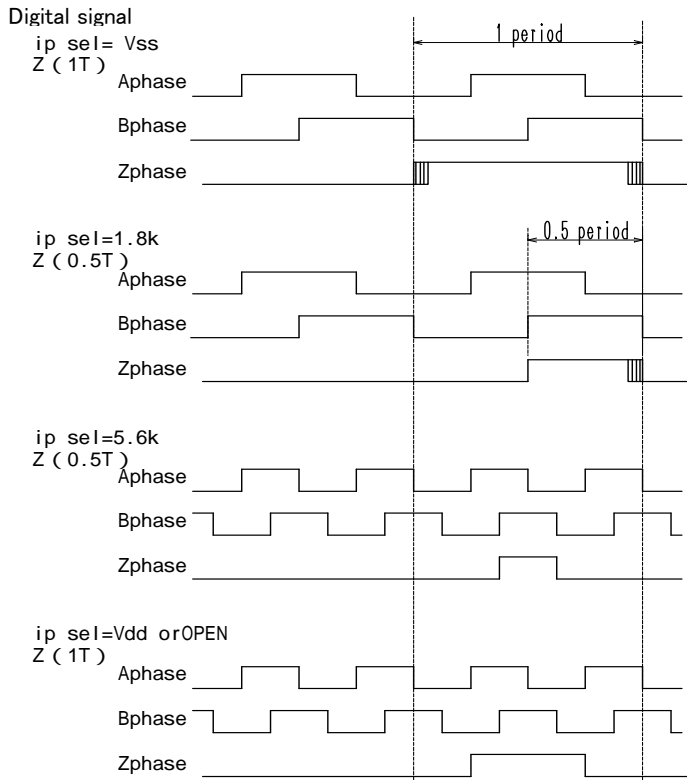 Digital signal
1 period
ip sel= Vss
Z ( 1T )
Aphase
Bphase
Zphase
0.5 period
ip sel=1.8k
Z ( 0.5T )
Aphase
Bphase
Zphase
ip sel=5.6k
Z ( 0.5T )
Aphase
Bphase
Zphase
ip sel=Vdd orOPEN
Z ( 1T )
Aphase
Bphase
Zphase